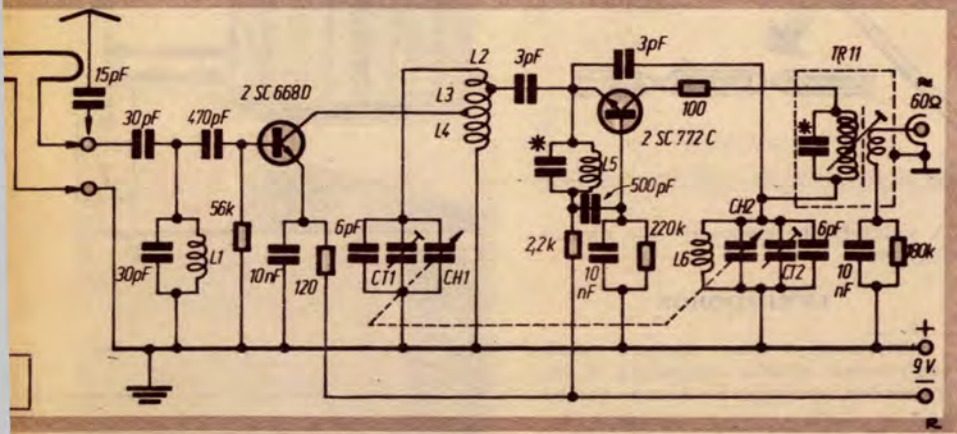 15pF
30pF
470pF
2 SC 668D
56k
30pF
L1
10nF
120
6pF
CT1
CH1
L2
L3
L4
3pF
3pF
2 SC 772 C
100
*
L5
500pF
2,2k
10
nF
220k
L6
CH2
CT2
6pF
TR 11
*
≈
60Ω
10
nF
180k
+
9 V.
−
R